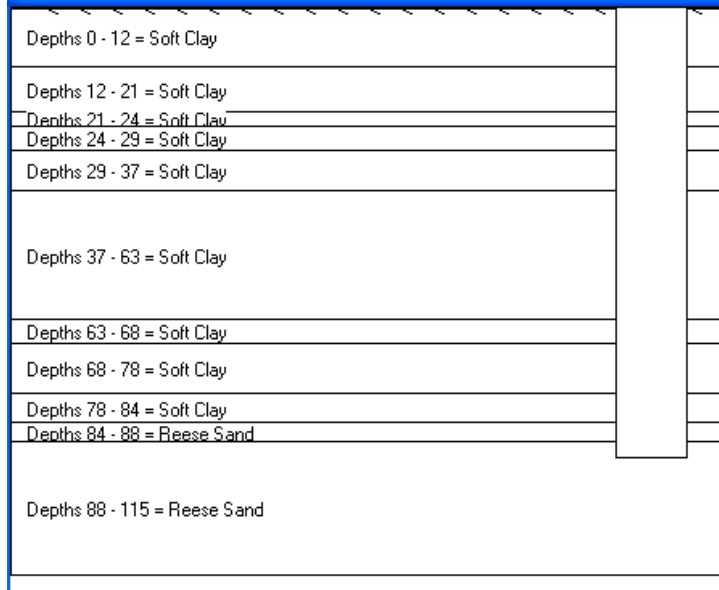 Depths 0 - 12 = Soft Clay
Depths 12 - 21 = Soft Clay
Depths 21 - 24 = Soft Clay
Depths 24 - 29 = Soft Clay
Depths 29 - 37 = Soft Clay
Depths 37 - 63 = Soft Clay
Depths 63 - 68 = Soft Clay
Depths 68 - 78 = Soft Clay
Depths 78 - 84 = Soft Clay
Depths 84 - 88 = Reese Sand
Depths 88 - 115 = Reese Sand